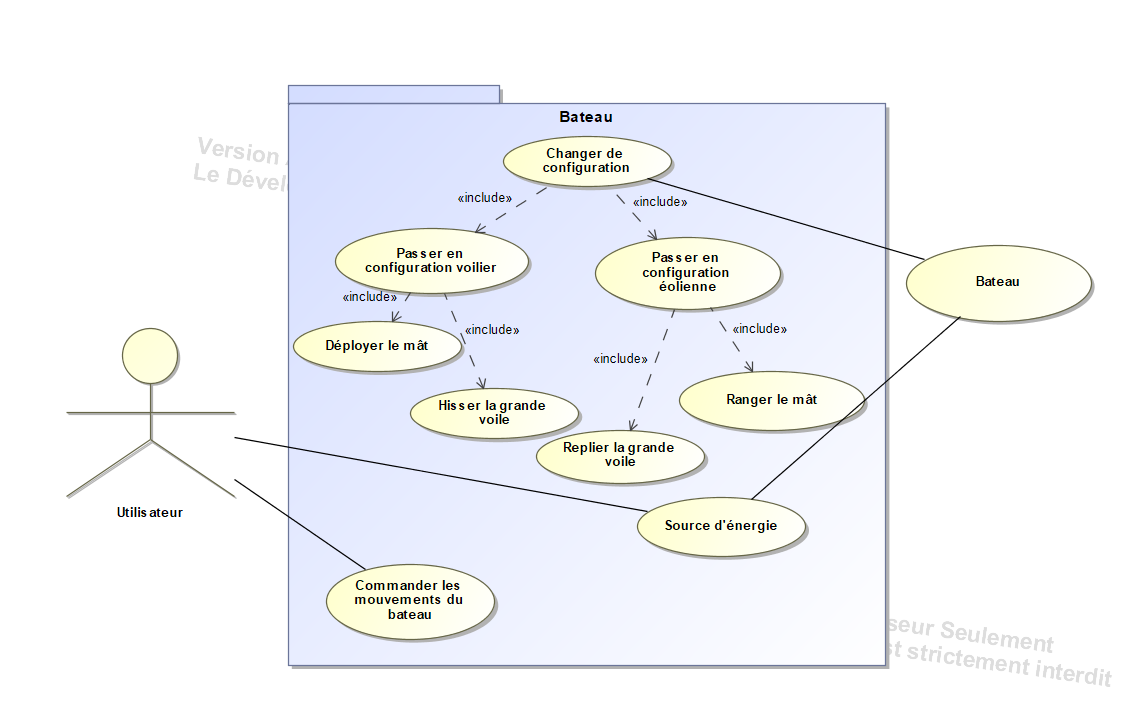 Version
Le Dével
Bateau
Changer de
configuration
«include»
«include»
Passer en
configuration voilier
Passer en
configuration
éolienne
Bateau
«include»
«include»
«include»
«include»
Déployer le mât
Hisser la grande
voile
Ranger le mât
Replier la grande
voile
Utilisateur
Source d'énergie
Commander les
mouvements du
bateau
seur Seulement
st strictement interdit